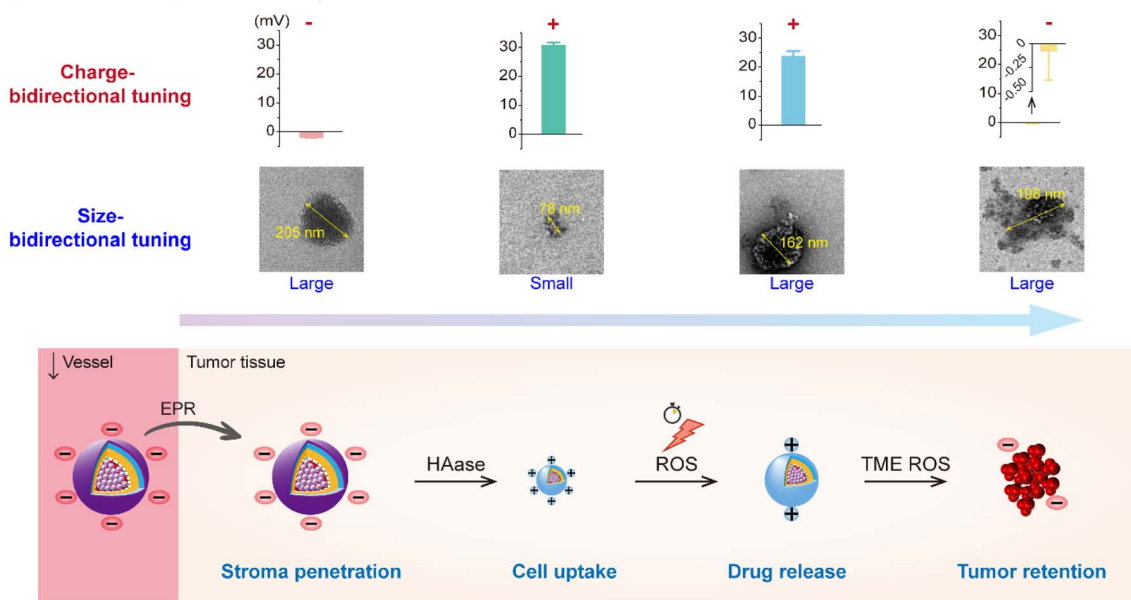 (mV)
-
30
20
10
0
+
30
20
10
0
+
30
20
10
0
-
30
20
10
0
0
-0.25
-0.50
Charge-
bidirectional tuning
Size-
bidirectional tuning
205 nm
78 nm
162 nm
198 nm
Large
Small
Large
Large
Vessel
Tumor tissue
EPR
HAase
ROS
TME ROS
Stroma penetration
Cell uptake
Drug release
Tumor retention